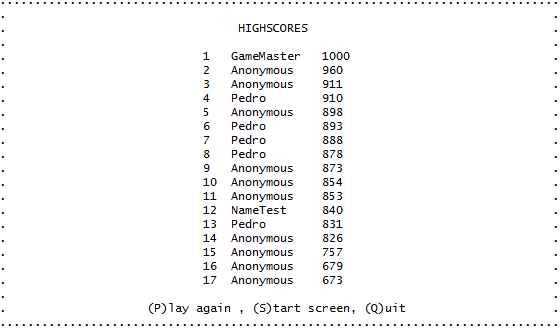 HIGHSCORES
1 GameMaster 1000
2 Anonymous 960
3 Anonymous 911
4 Pedro 910
5 Anonymous 898
6 Pedro 893
7 Pedro 888
8 Pedro 878
9 Anonymous 873
10 Anonymous 854
11 Anonymous 853
12 NameTest 840
13 Pedro 831
14 Anonymous 826
15 Anonymous 757
16 Anonymous 679
17 Anonymous 673
(P)lay again , (S)tart screen, (Q)uit